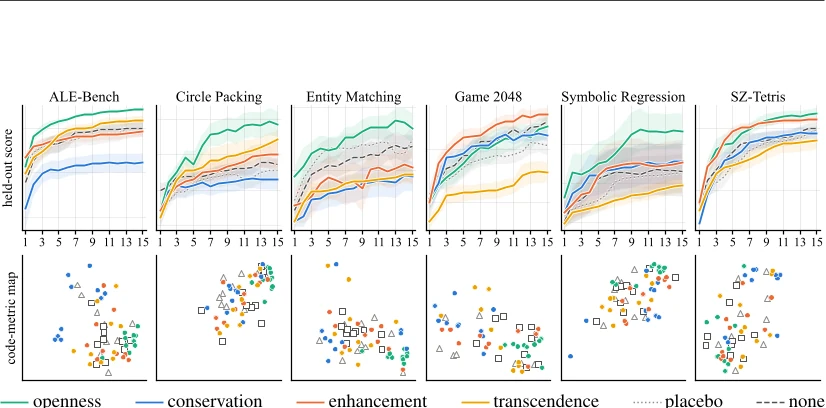 ALE-Bench Circle Packing Entity Matching Game 2048 Symbolic Regression SZ-Tetris
held-out score
1 3 5 7 9 11 13 15 1 3 5 7 9 11 13 15 1 3 5 7 9 11 13 15 1 3 5 7 9 11 13 15 1 3 5 7 9 11 13 15 1 3 5 7 9 11 13 15
code-metric map
openness conservation enhancement transcendence placebo none